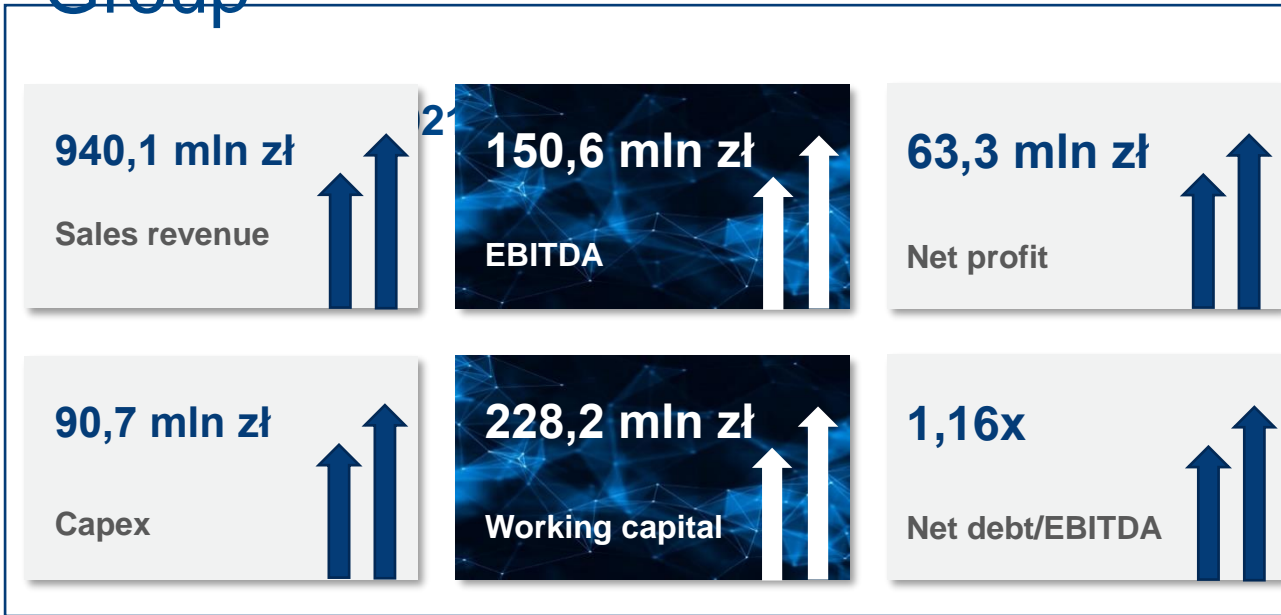 Group
940,1 mln zł
Sales revenue
150,6 mln zł
EBITDA
63,3 mln zł
Net profit
90,7 mln zł
Capex
228,2 mln zł
Working capital
1,16x
Net debt/EBITDA